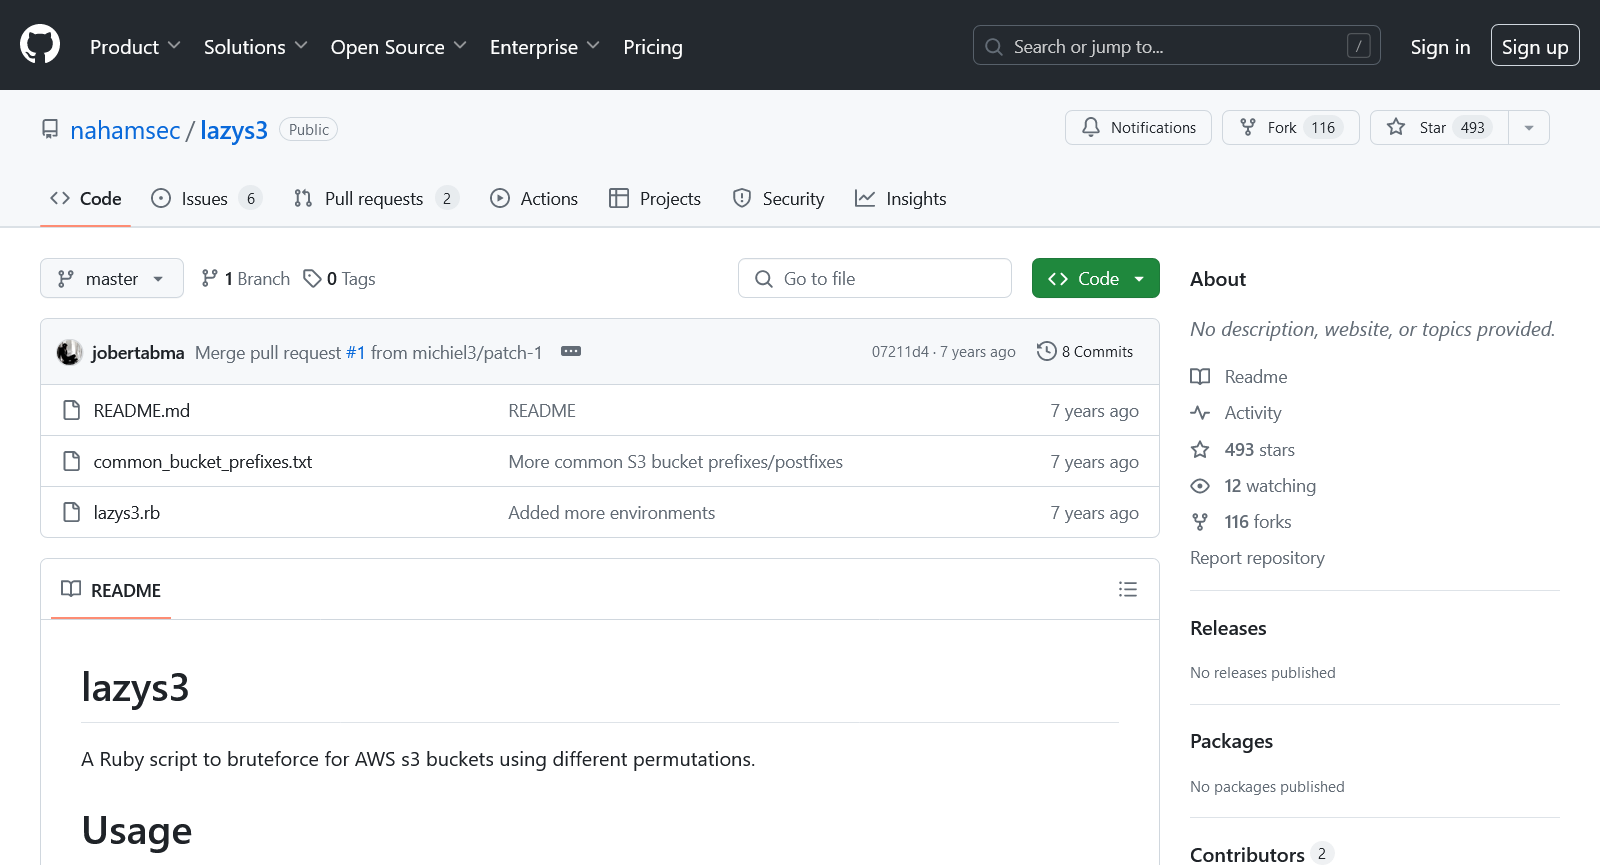 Product Solutions Open Source Enterprise Pricing Search or jump to... / Sign in Sign up
nahamsec / lazys3 Public Notifications Fork 116 Star 493
Code Issues 6 Pull requests 2 Actions Projects Security Insights
master 1 Branch 0 Tags Go to file Code
jobertabma Merge pull request #1 from michiel3/patch-1 07211d4 · 7 years ago 8 Commits
README.md README 7 years ago
common_bucket_prefixes.txt More common S3 bucket prefixes/postfixes 7 years ago
lazys3.rb Added more environments 7 years ago
README
lazys3
A Ruby script to bruteforce for AWS s3 buckets using different permutations.
Usage
About
No description, website, or topics provided.
Readme
Activity
493 stars
12 watching
116 forks
Report repository
Releases
No releases published
Packages
No packages published
Contributors 2